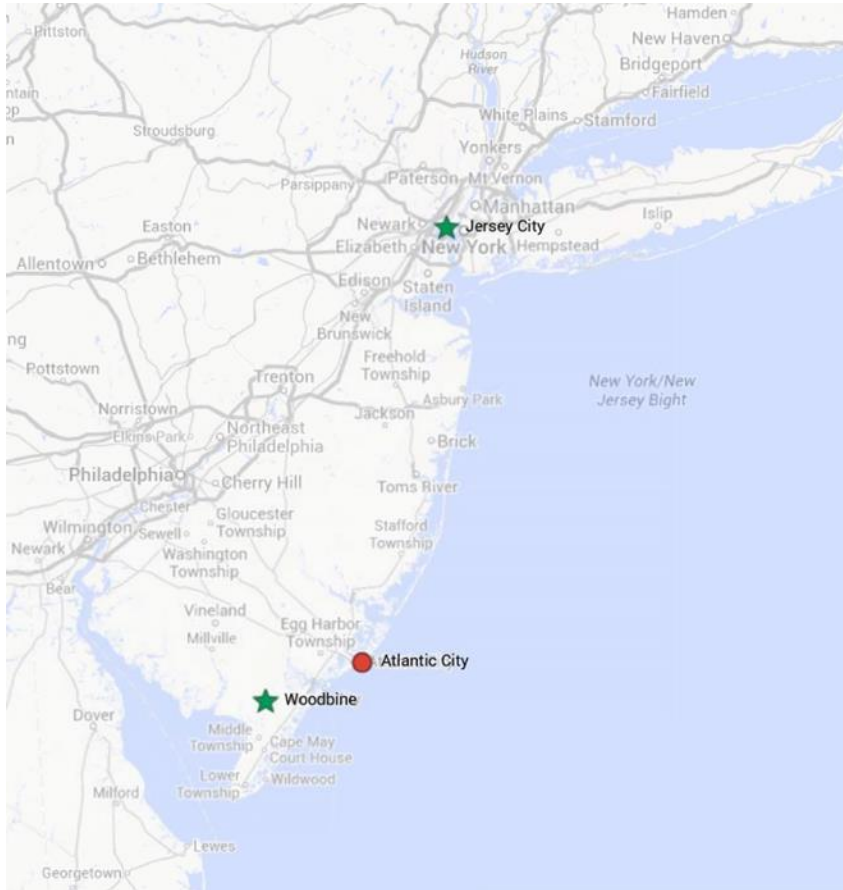 Pittston
Hamden
New Haven
Hudson
River
Bridgeport
Fairfield
ntain
op
White Plains
Stamford
Stroudsburg
Yonkers
Parsippany
Paterson
Mt Vernon
Manhattan
Newark
Jersey City
Islip
Easton
Elizabeth
New York
Hempstead
Allentown
Bethlehem
Edison
Staten
Island
New
Brunswick
ng
Pottstown
Freehold
Township
Trenton
New York/New
Jersey Bight
Norristown
Jackson
Asbury Park
Elkins Park
Northeast
Philadelphia
Brick
Philadelphia
Cherry Hill
Toms River
Chester
Gloucester
Township
Stafford
Township
Wilmington
Sewell
Newark
Washington
Township
Bear
Vineland
Egg Harbor
Township
Millville
Atlantic City
Woodbine
Dover
Middle
Township
Cape May
Court House
Lower
Township
Wildwood
Milford
Lewes
Georgetown